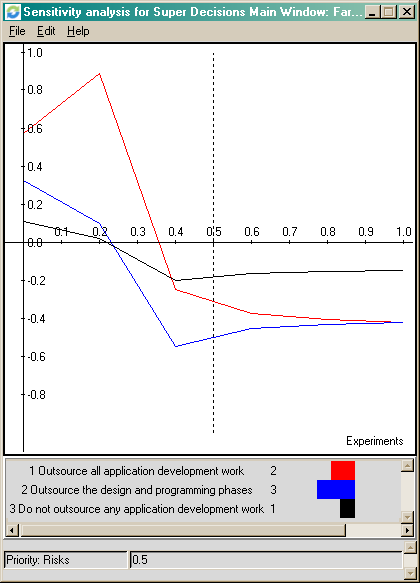 Sensitivity analysis for Super Decisions Main Window: Far...
File Edit Help
1.0
0.8
0.6
0.4
0.2
0.1 0.2 0.3 0.4 0.5 0.6 0.7 0.8 0.9 1.0
0.0
-0.2
-0.4
-0.6
-0.8
Experiments
1 Outsource all application development work 2
2 Outsource the design and programming phases 3
3 Do not outsource any application development work 1
Priority: Risks 0.5